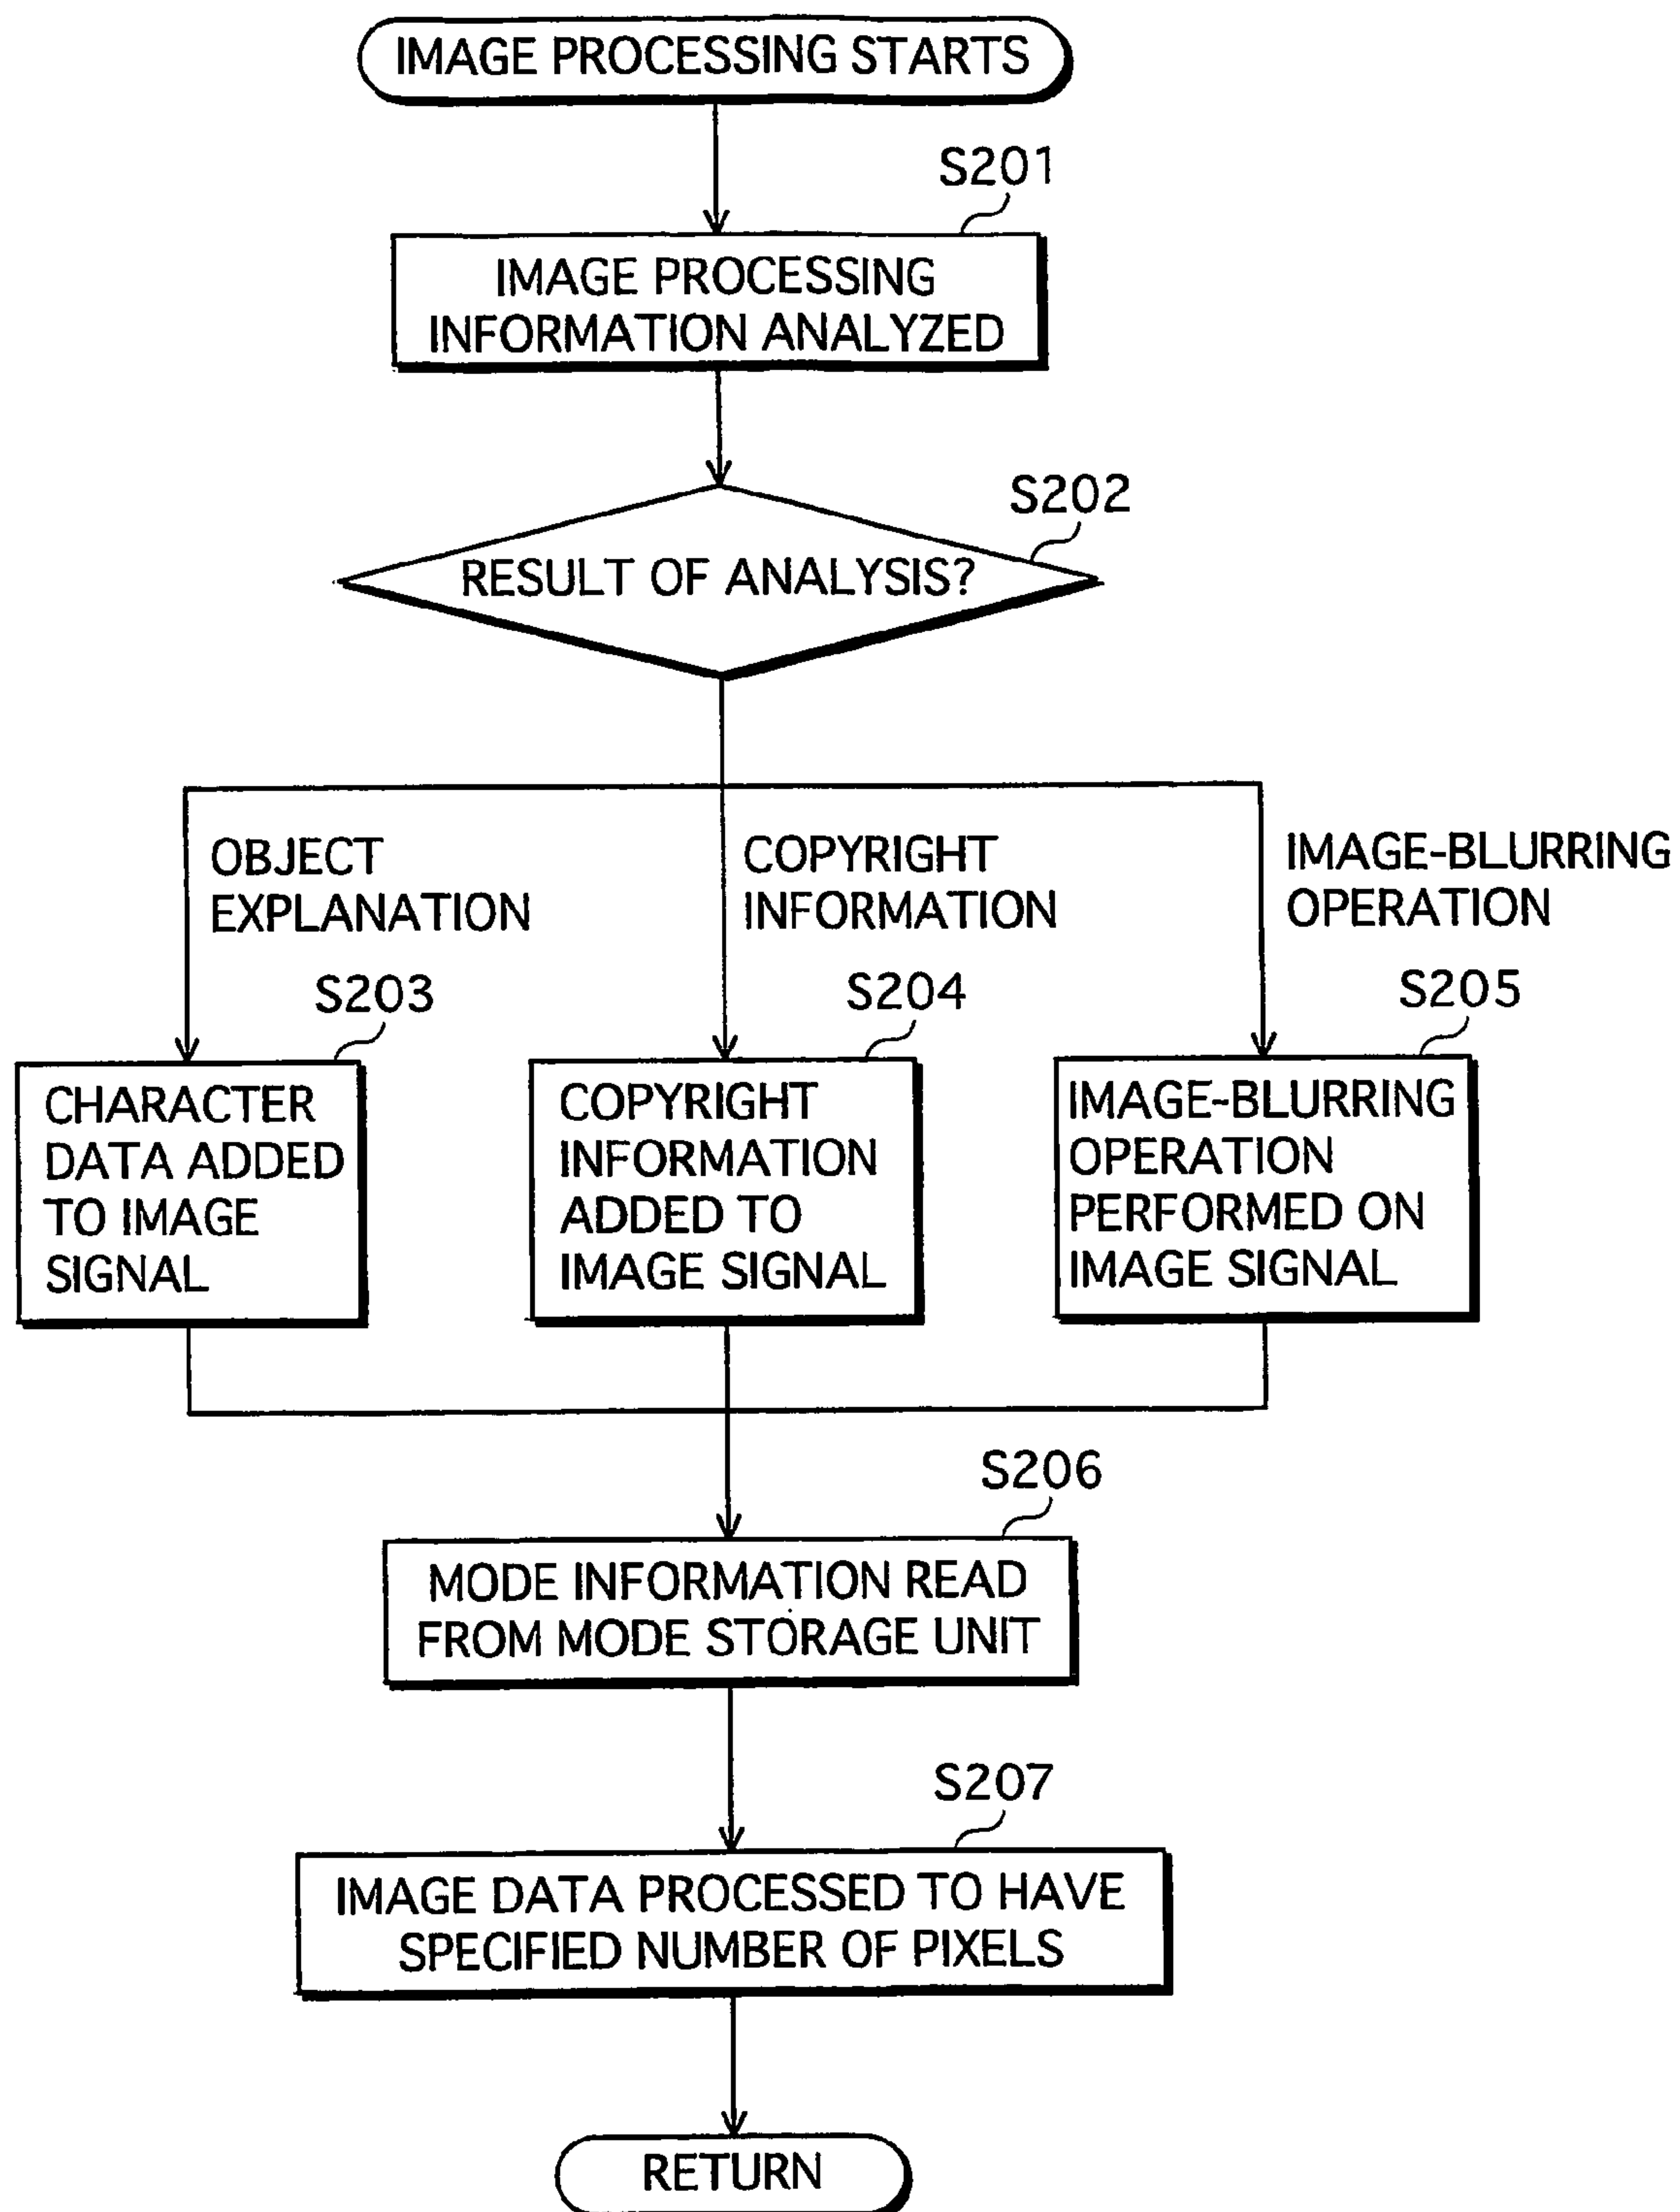 IMAGE PROCESSING STARTS
S201
IMAGE PROCESSING
INFORMATION ANALYZED
S202
RESULT OF ANALYSIS?
OBJECT
EXPLANATION
COPYRIGHT
INFORMATION
IMAGE-BLURRING
OPERATION
S203
CHARACTER
DATA ADDED
TO IMAGE
SIGNAL
S204
COPYRIGHT
INFORMATION
ADDED TO
IMAGE SIGNAL
S205
IMAGE-BLURRING
OPERATION
PERFORMED ON
IMAGE SIGNAL
S206
MODE INFORMATION READ
FROM MODE STORAGE UNIT
S207
IMAGE DATA PROCESSED TO HAVE
SPECIFIED NUMBER OF PIXELS
RETURN